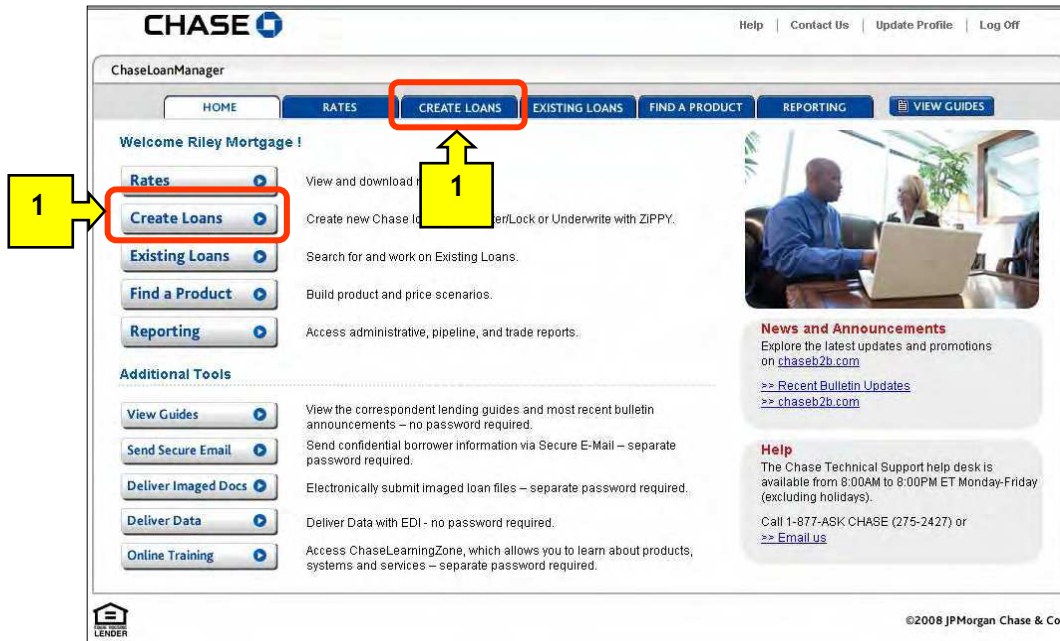 CHASE
Help | Contact Us | Update Profile | Log Off
ChaseLoanManager
HOME RATES CREATE LOANS EXISTING LOANS FIND A PRODUCT REPORTING VIEW GUIDES
Welcome Riley Mortgage !
1
1
Rates View and download
Create Loans Create new Chase ter/Lock or Underwrite with ZiPPY.
Existing Loans Search for and work on Existing Loans.
Find a Product Build product and price scenarios.
Reporting Access administrative, pipeline, and trade reports.
Additional Tools
View Guides View the correspondent lending guides and most recent bulletin
announcements – no password required.
Send Secure Email Send confidential borrower information via Secure E-Mail – separate
password required.
Deliver Imaged Docs Electronically submit imaged loan files – separate password required.
Deliver Data Deliver Data with EDI - no password required.
Online Training Access ChaseLearningZone, which allows you to learn about products,
systems and services – separate password required.
News and Announcements
Explore the latest updates and promotions
on chaseb2b.com
>> Recent Bulletin Updates
>> chaseb2b.com
Help
The Chase Technical Support help desk is
available from 8:00AM to 8:00PM ET Monday-Friday
(excluding holidays).
Call 1-877-ASK CHASE (275-2427) or
>> Email us
EQUAL HOUSING
LENDER
©2008 JPMorgan Chase & Co